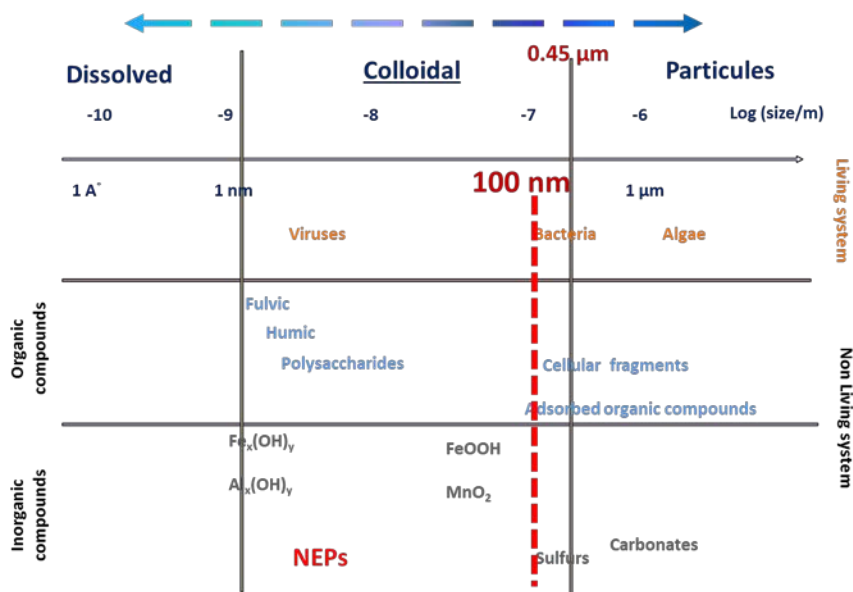 0.45 µm
Dissolved
Colloidal
Particules
-10
-9
-8
-7
-6
Log (size/m)
1 A°
1 nm
100 nm
1 µm
Living system
Viruses
Bacteria
Algae
Organic compounds
Fulvic
Humic
Polysaccharides
Cellular fragments
Adsorbed organic compounds
Non Living system
Inorganic compounds
Feₓ(OH)ᵧ
FeOOH
Alₓ(OH)ᵧ
MnO₂
NEPs
Sulfurs
Carbonates